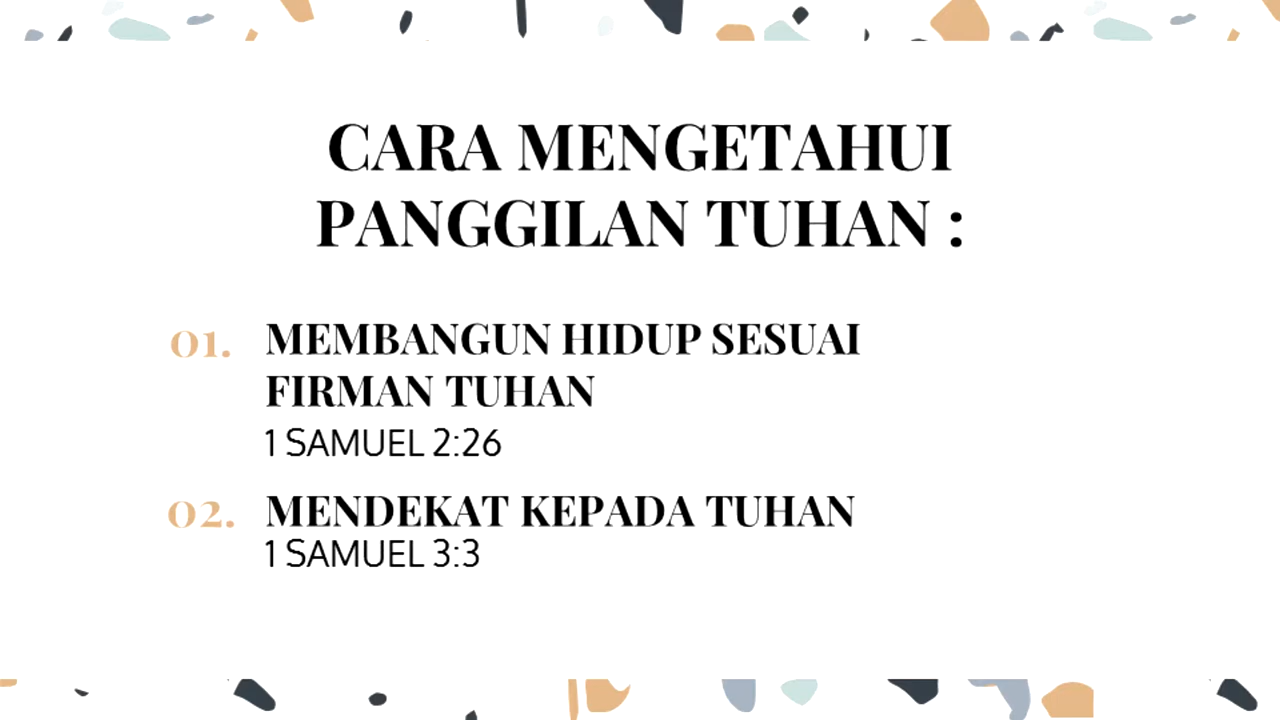 CARA MENGETAHUI
PANGGILAN TUHAN :
01. MEMBANGUN HIDUP SESUAI
FIRMAN TUHAN
1 SAMUEL 2:26
02. MENDEKAT KEPADA TUHAN
1 SAMUEL 3:3